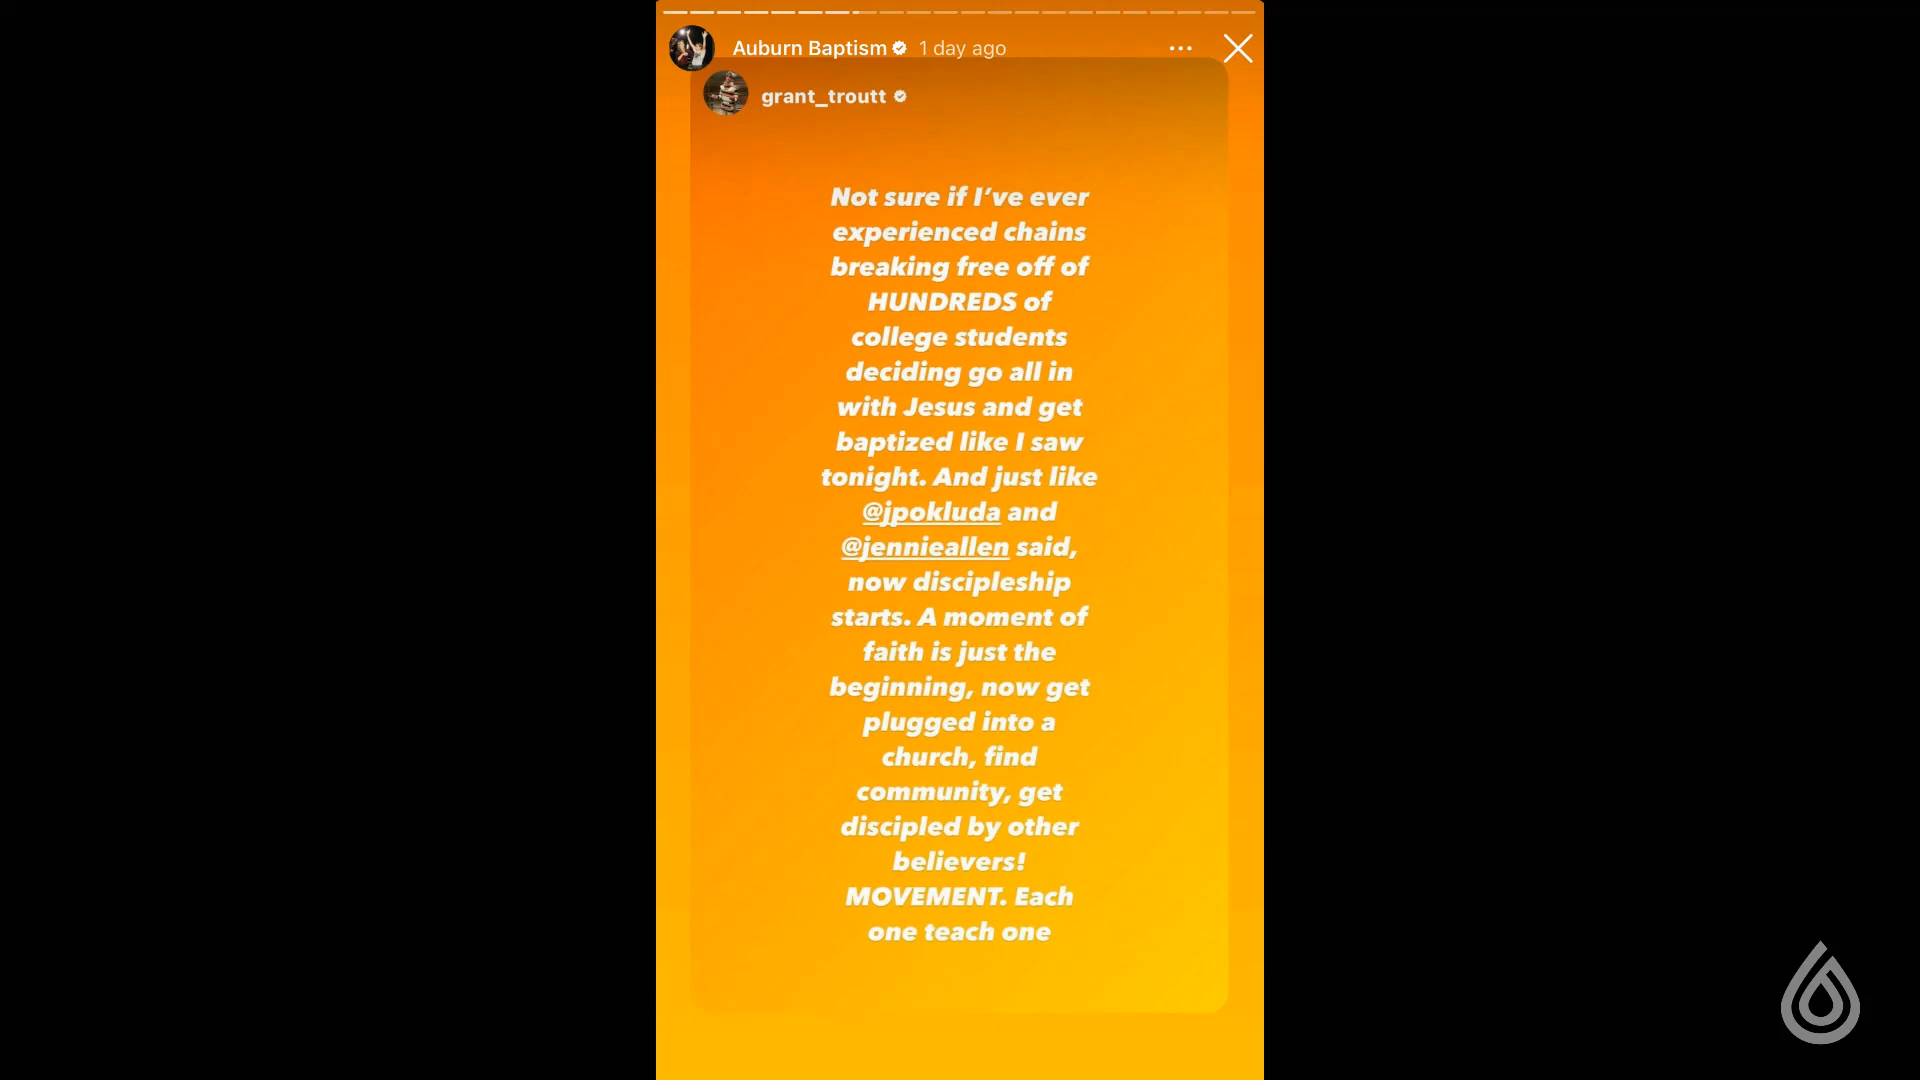 Auburn Baptism 1 day ago
grant_troutt
Not sure if I've ever
experienced chains
breaking free off of
HUNDREDS of
college students
deciding go all in
with Jesus and get
baptized like I saw
tonight. And just like
@jpokluda and
@jennieallen said,
now discipleship
starts. A moment of
faith is just the
beginning, now get
plugged into a
church, find
community, get
discipled by other
believers!
MOVEMENT. Each
one teach one